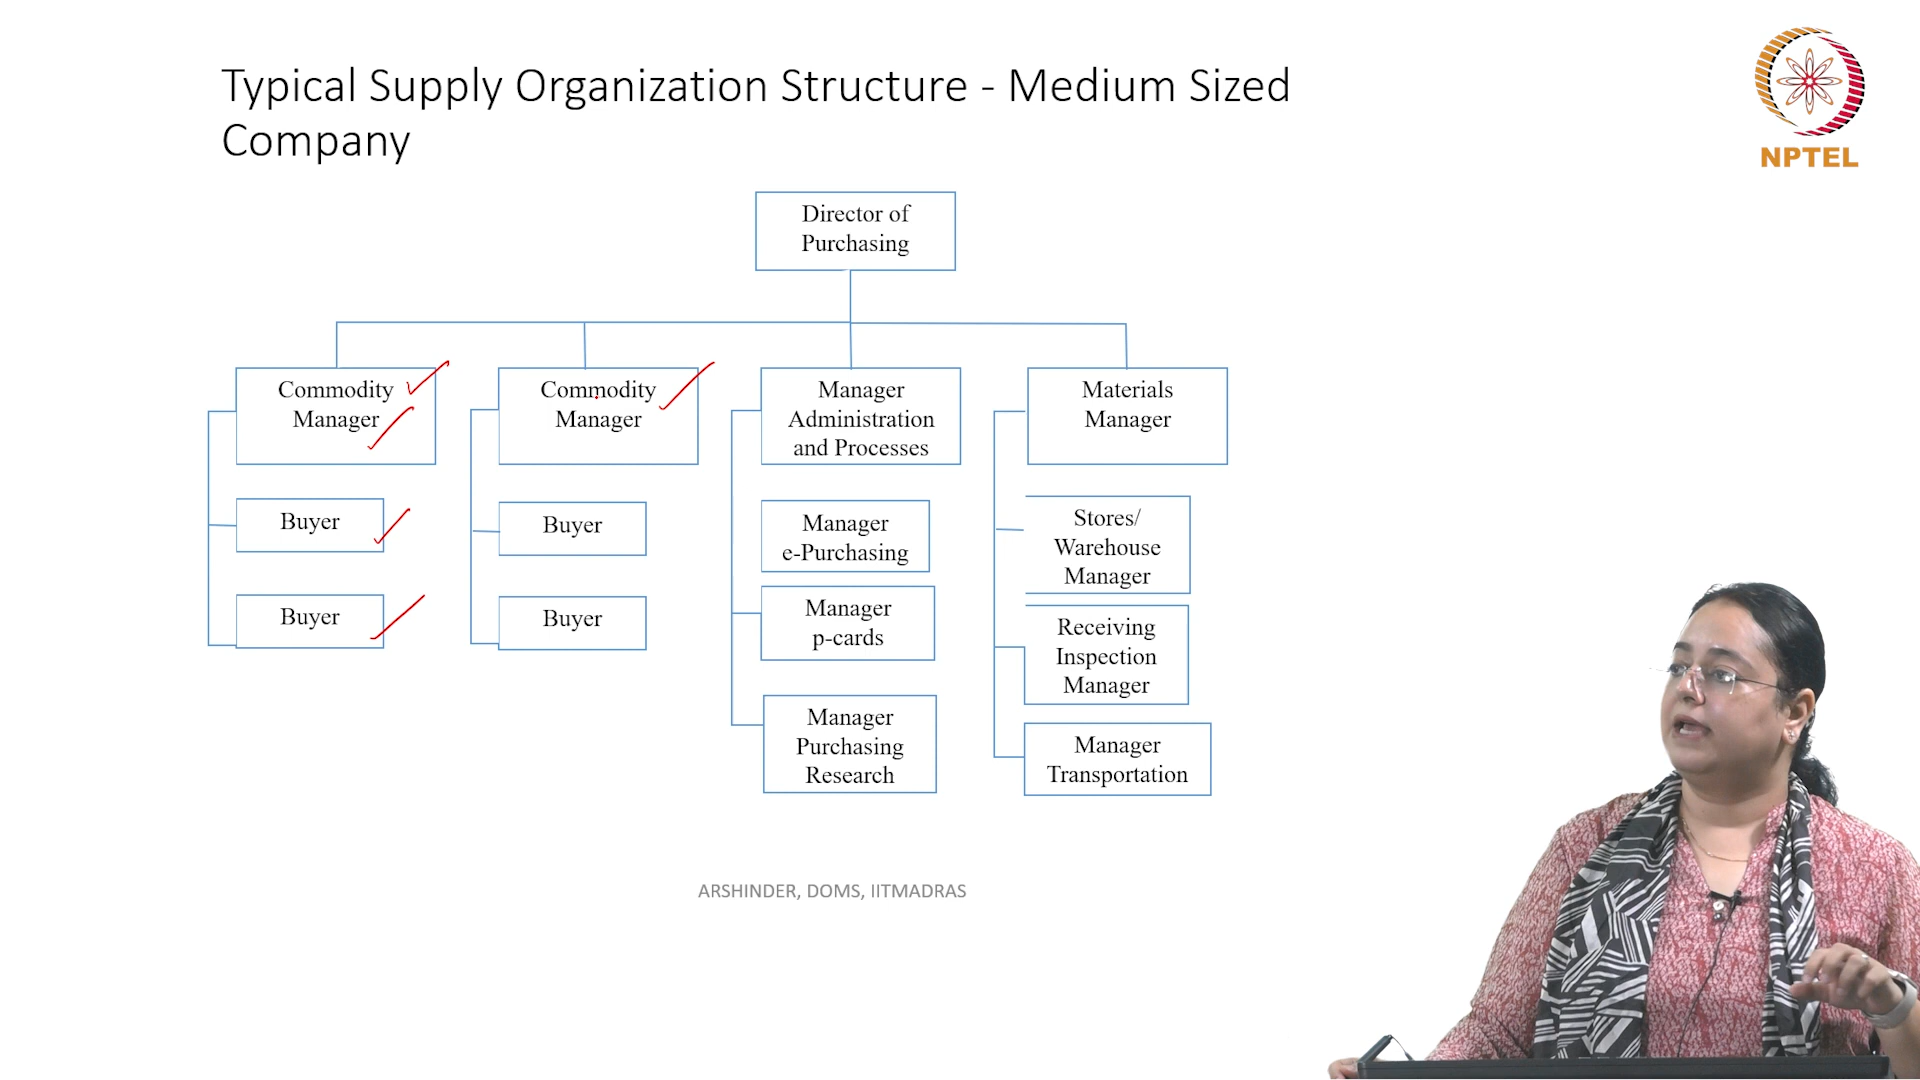 Typical Supply Organization Structure - Medium Sized
Company
NPTEL
Director of
Purchasing
Commodity
Manager
Commodity
Manager
Manager
Administration
and Processes
Materials
Manager
Buyer
Buyer
Manager
e-Purchasing
Stores/
Warehouse
Manager
Buyer
Buyer
Manager
p-cards
Receiving
Inspection
Manager
Manager
Purchasing
Research
Manager
Transportation
ARSHINDER, DOMS, IITMADRAS